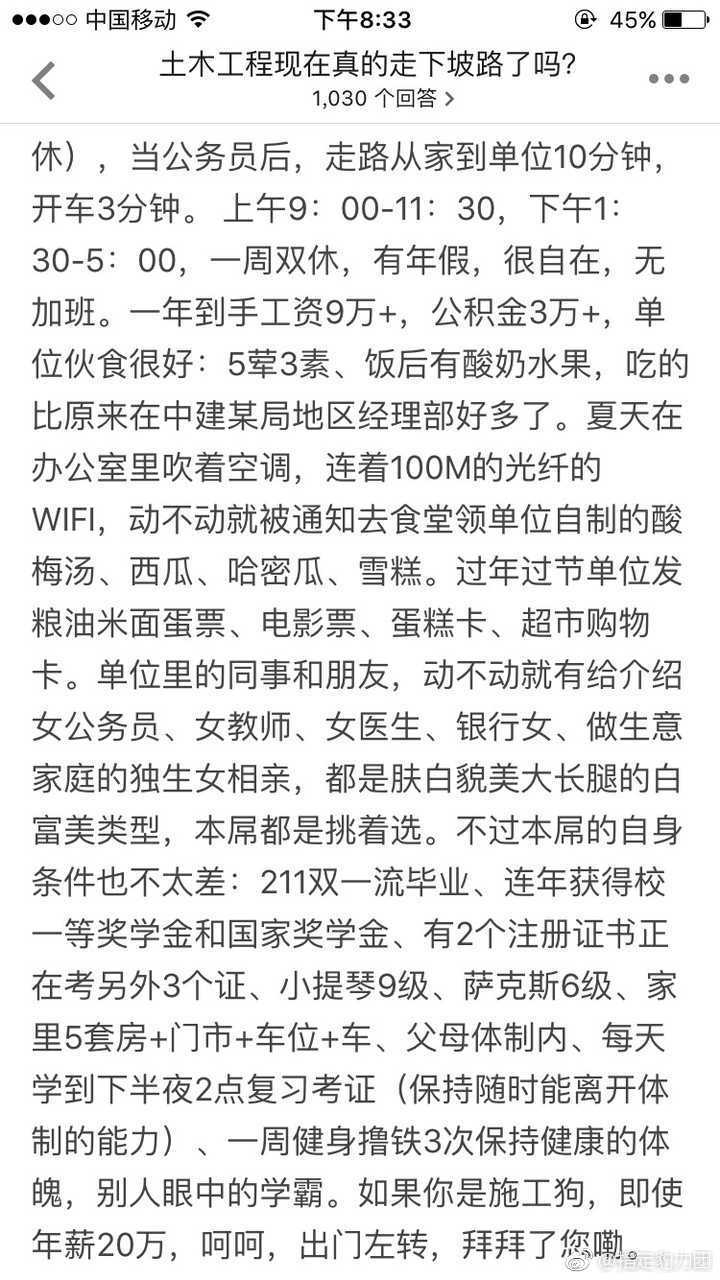 中国移动 下午8:33 45%
土木工程现在真的走下坡路了吗?
1,030 个回答
休），当公务员后，走路从家到单位10分钟，
开车3分钟。 上午9：00-11：30，下午1：
30-5：00，一周双休，有年假，很自在，无
加班。一年到手工资9万+，公积金3万+，单
位伙食很好：5荤3素、饭后有酸奶水果，吃的
比原来在中建某局地区经理部好多了。夏天在
办公室里吹着空调，连着100M的光纤的
WIFI，动不动就被通知去食堂领单位自制的酸
梅汤、西瓜、哈密瓜、雪糕。过年过节单位发
粮油米面蛋票、电影票、蛋糕卡、超市购物
卡。单位里的同事和朋友，动不动就有给介绍
女公务员、女教师、女医生、银行女、做生意
家庭的独生女相亲，都是肤白貌美大长腿的白
富美类型，本屌都是挑着选。不过本屌的自身
条件也不太差：211双一流毕业、连年获得校
一等奖学金和国家奖学金、有2个注册证书正
在考另外3个证、小提琴9级、萨克斯6级、家
里5套房+门市+车位+车、父母体制内、每天
学到下半夜2点复习考证（保持随时能离开体
制的能力）、一周健身撸铁3次保持健康的体
魄，别人眼中的学霸。如果你是施工狗，即使
年薪20万，呵呵，出门左转，拜拜了您嘞。